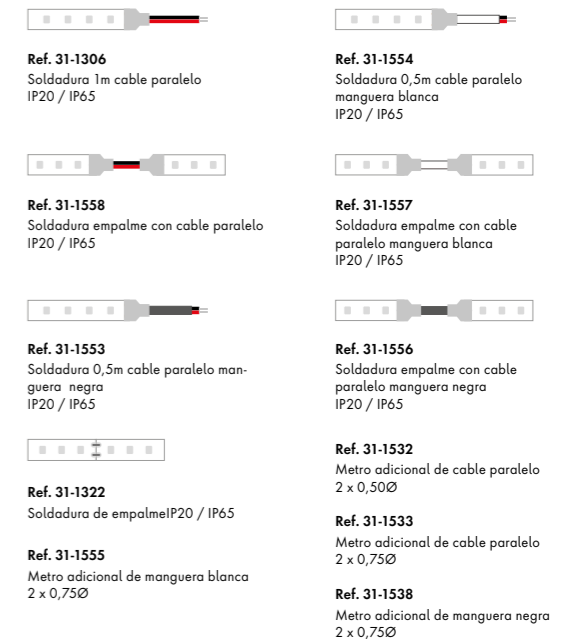 Ref. 31-1306
Soldadura 1m cable paralelo
IP20 / IP65
Ref. 31-1554
Soldadura 0,5m cable paralelo
manguera blanca
IP20 / IP65
Ref. 31-1558
Soldadura empalme con cable paralelo
IP20 / IP65
Ref. 31-1557
Soldadura empalme con cable
paralelo manguera blanca
IP20 / IP65
Ref. 31-1553
Soldadura 0,5m cable paralelo man-
guera negra
IP20 / IP65
Ref. 31-1556
Soldadura empalme con cable
paralelo manguera negra
IP20 / IP65
Ref. 31-1322
Soldadura de empalmeIP20 / IP65
Ref. 31-1555
Metro adicional de manguera blanca
2 x 0,75Ø
Ref. 31-1532
Metro adicional de cable paralelo
2 x 0,50Ø
Ref. 31-1533
Metro adicional de cable paralelo
2 x 0,75Ø
Ref. 31-1538
Metro adicional de manguera negra
2 x 0,75Ø